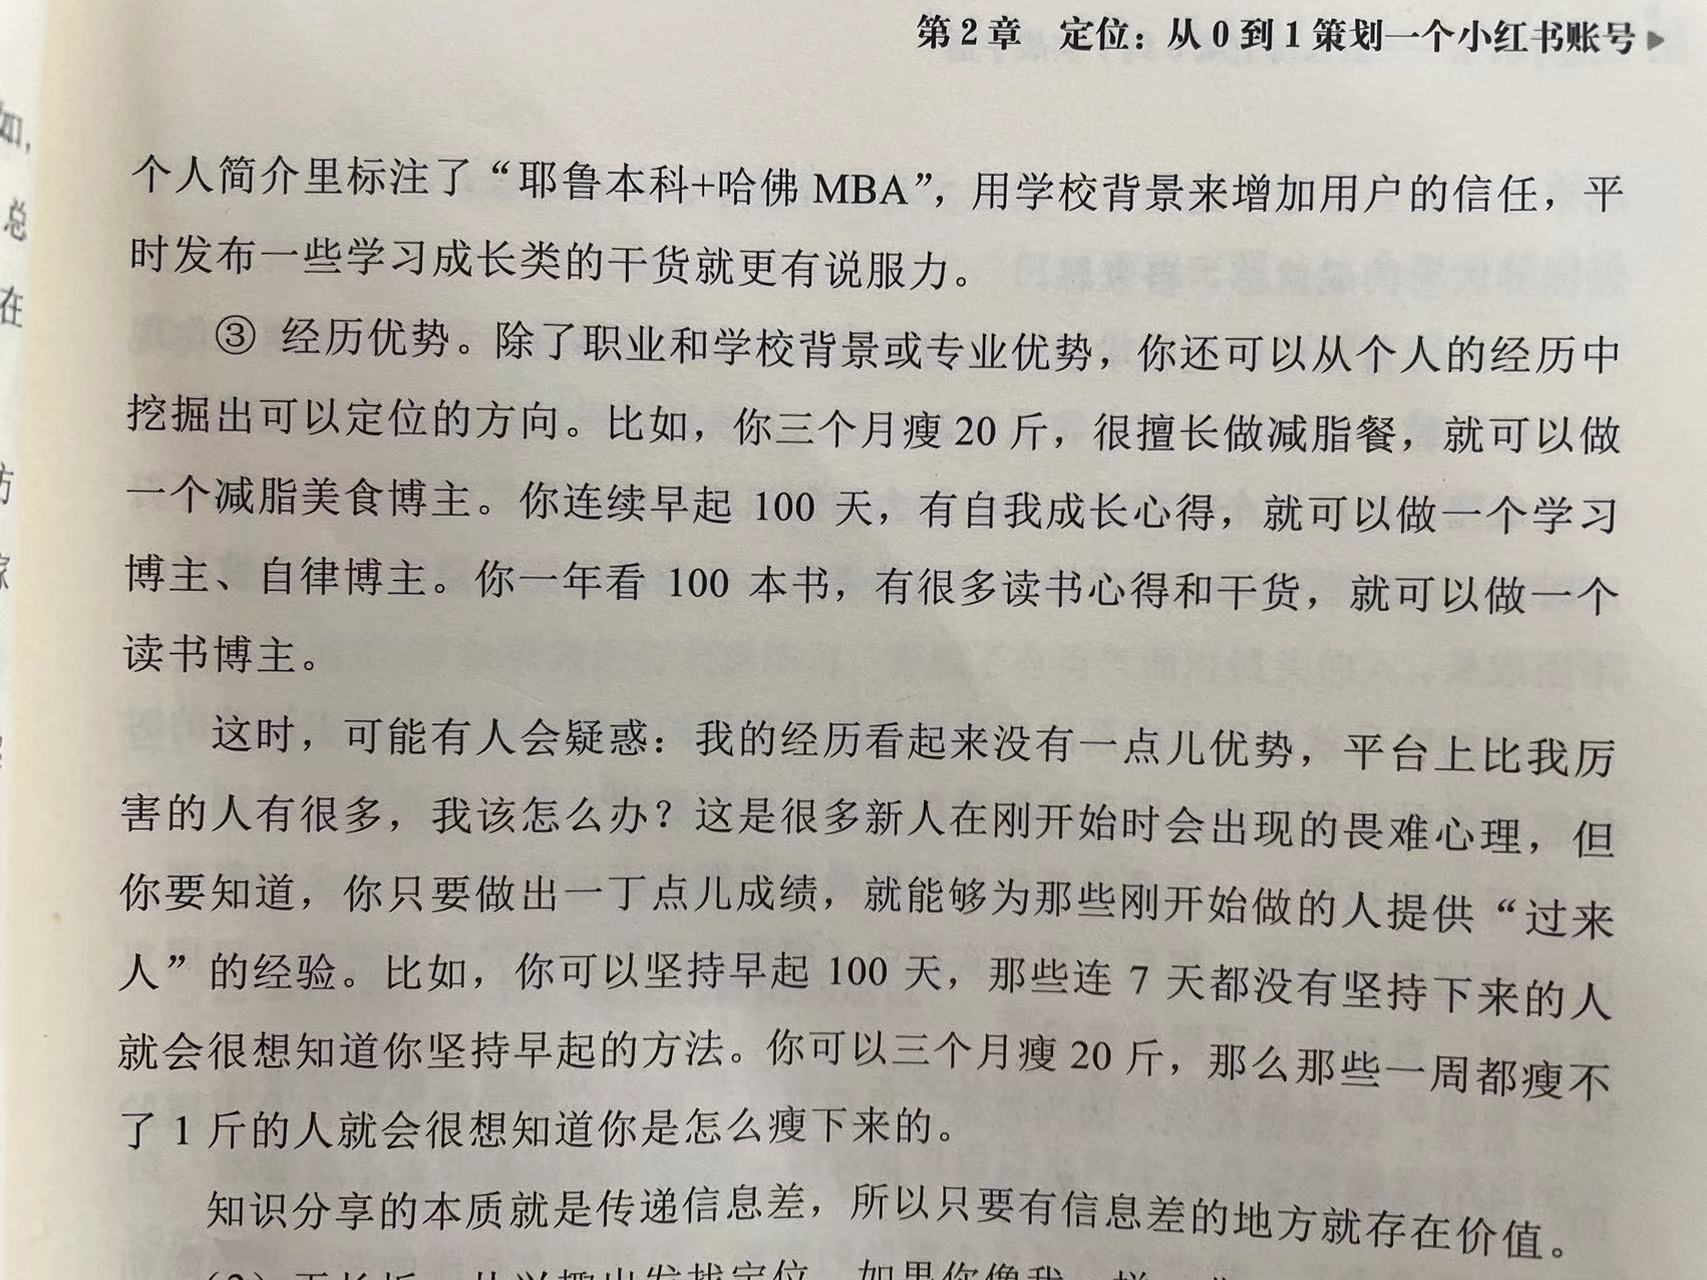 第2章 定位：从0到1策划一个小红书账号
个人简介里标注了“耶鲁本科+哈佛 MBA”，用学校背景来增加用户的信任，平
时发布一些学习成长类的干货就更有说服力。
③ 经历优势。除了职业和学校背景或专业优势，你还可以从个人的经历中
挖掘出可以定位的方向。比如，你三个月瘦 20 斤，很擅长做减脂餐，就可以做
一个减脂美食博主。你连续早起 100 天，有自我成长心得，就可以做一个学习
博主、自律博主。你一年看 100 本书，有很多读书心得和干货，就可以做一个
读书博主。
这时，可能有人会疑惑：我的经历看起来没有一点儿优势，平台上比我厉
害的人有很多，我该怎么办？这是很多新人在刚开始时会出现的畏难心理，但
你要知道，你只要做出一丁点儿成绩，就能够为那些刚开始做的人提供“过来
人”的经验。比如，你可以坚持早起 100 天，那些连 7 天都没有坚持下来的人
就会很想知道你坚持早起的方法。你可以三个月瘦 20 斤，那么那些一周都瘦不
了 1 斤的人就会很想知道你是怎么瘦下来的。
知识分享的本质就是传递信息差，所以只要有信息差的地方就存在价值。
如，
总
在